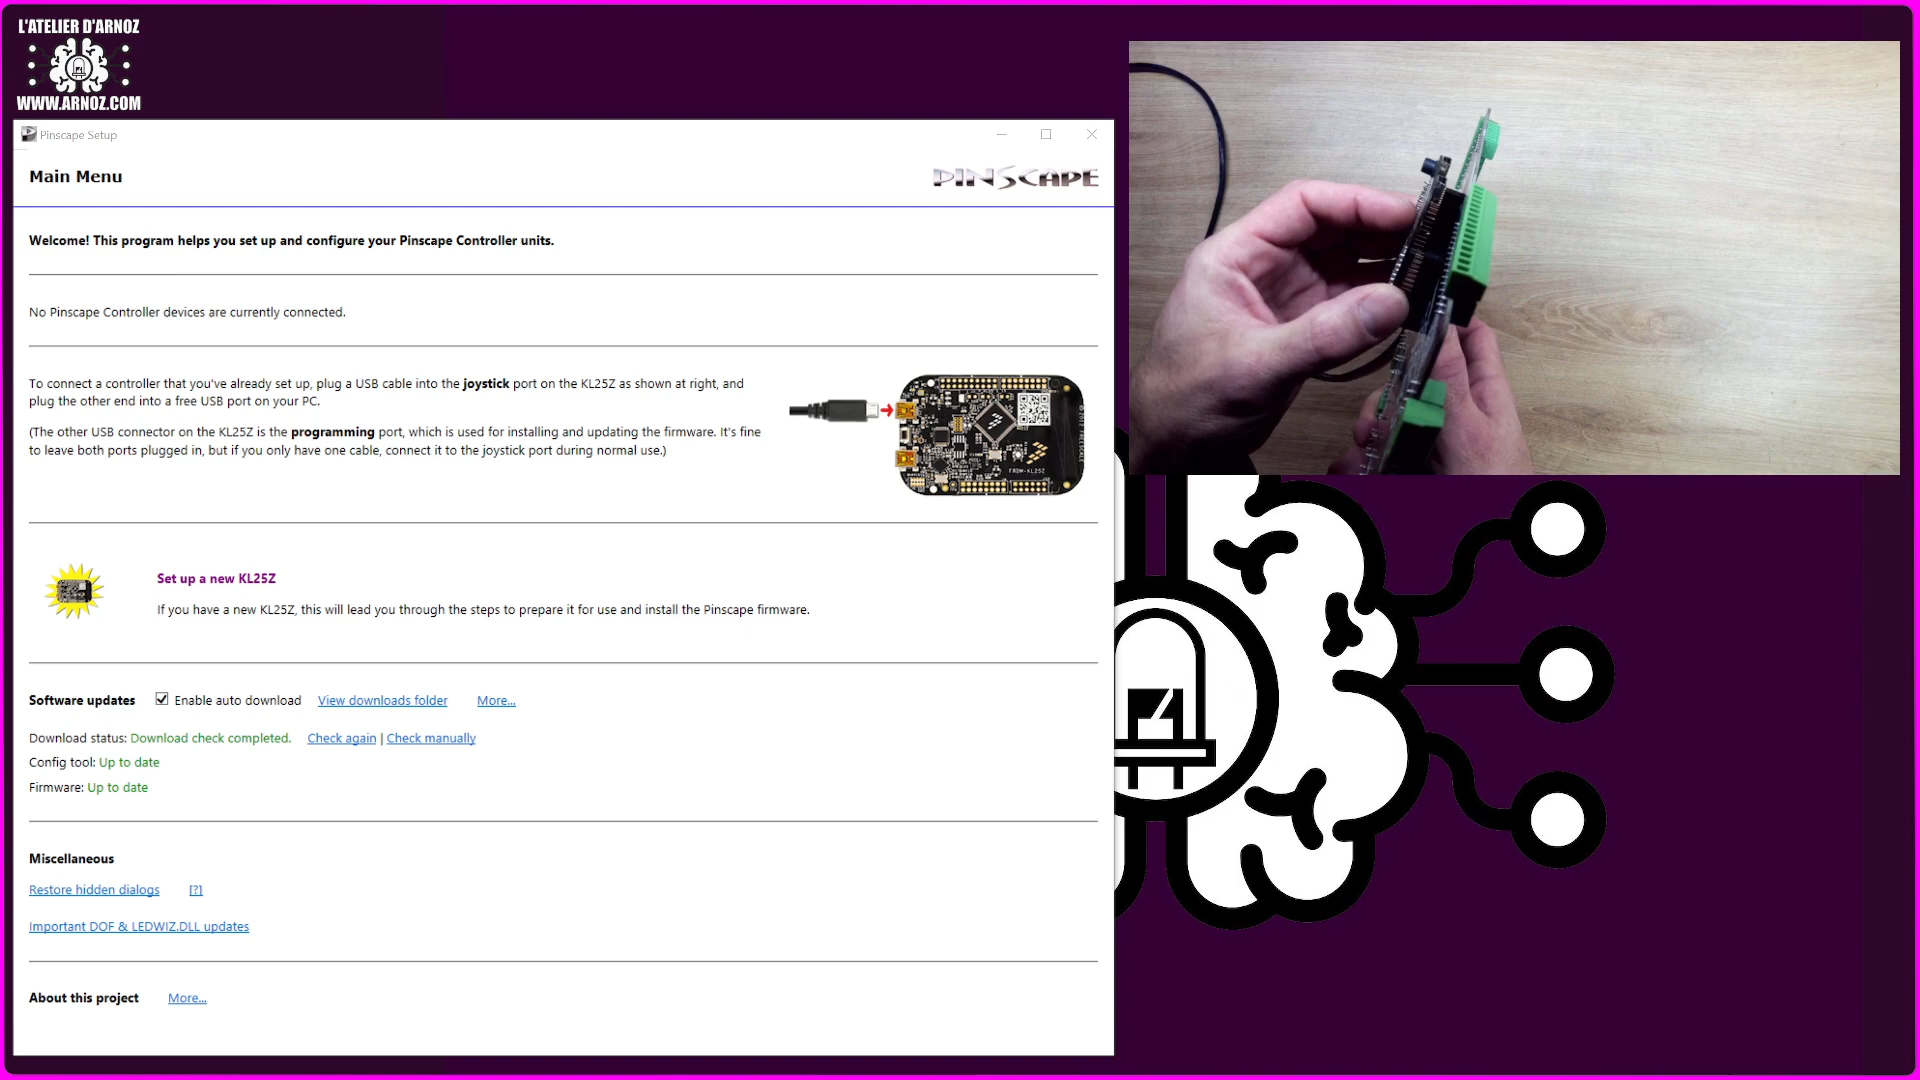 L'ATELIER D'ARNOZ
WWW.ARNOZ.COM
Pinscape Setup
Main Menu
PINSCAPE
Welcome! This program helps you set up and configure your Pinscape Controller units.
No Pinscape Controller devices are currently connected.
To connect a controller that you've already set up, plug a USB cable into the joystick port on the KL25Z as shown at right, and
plug the other end into a free USB port on your PC.
(The other USB connector on the KL25Z is the programming port, which is used for installing and updating the firmware. It's fine
to leave both ports plugged in, but if you only have one cable, connect it to the joystick port during normal use.)
FRDM-KL25Z
Set up a new KL25Z
If you have a new KL25Z, this will lead you through the steps to prepare it for use and install the Pinscape firmware.
Software updates Enable auto download View downloads folder More...
Download status: Download check completed. Check again | Check manually
Config tool: Up to date
Firmware: Up to date
Miscellaneous
Restore hidden dialogs [?]
Important DOF & LEDWIZ.DLL updates
About this project More...